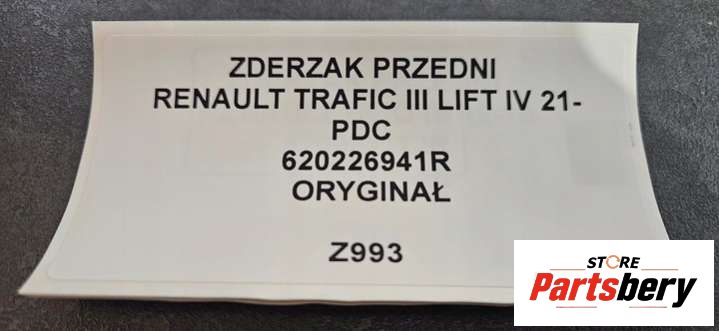 ZDERZAK PRZEDNI
RENAULT TRAFIC III LIFT IV 21-
PDC
620226941R
ORYGINAŁ
Z993
STORE
Partsbery